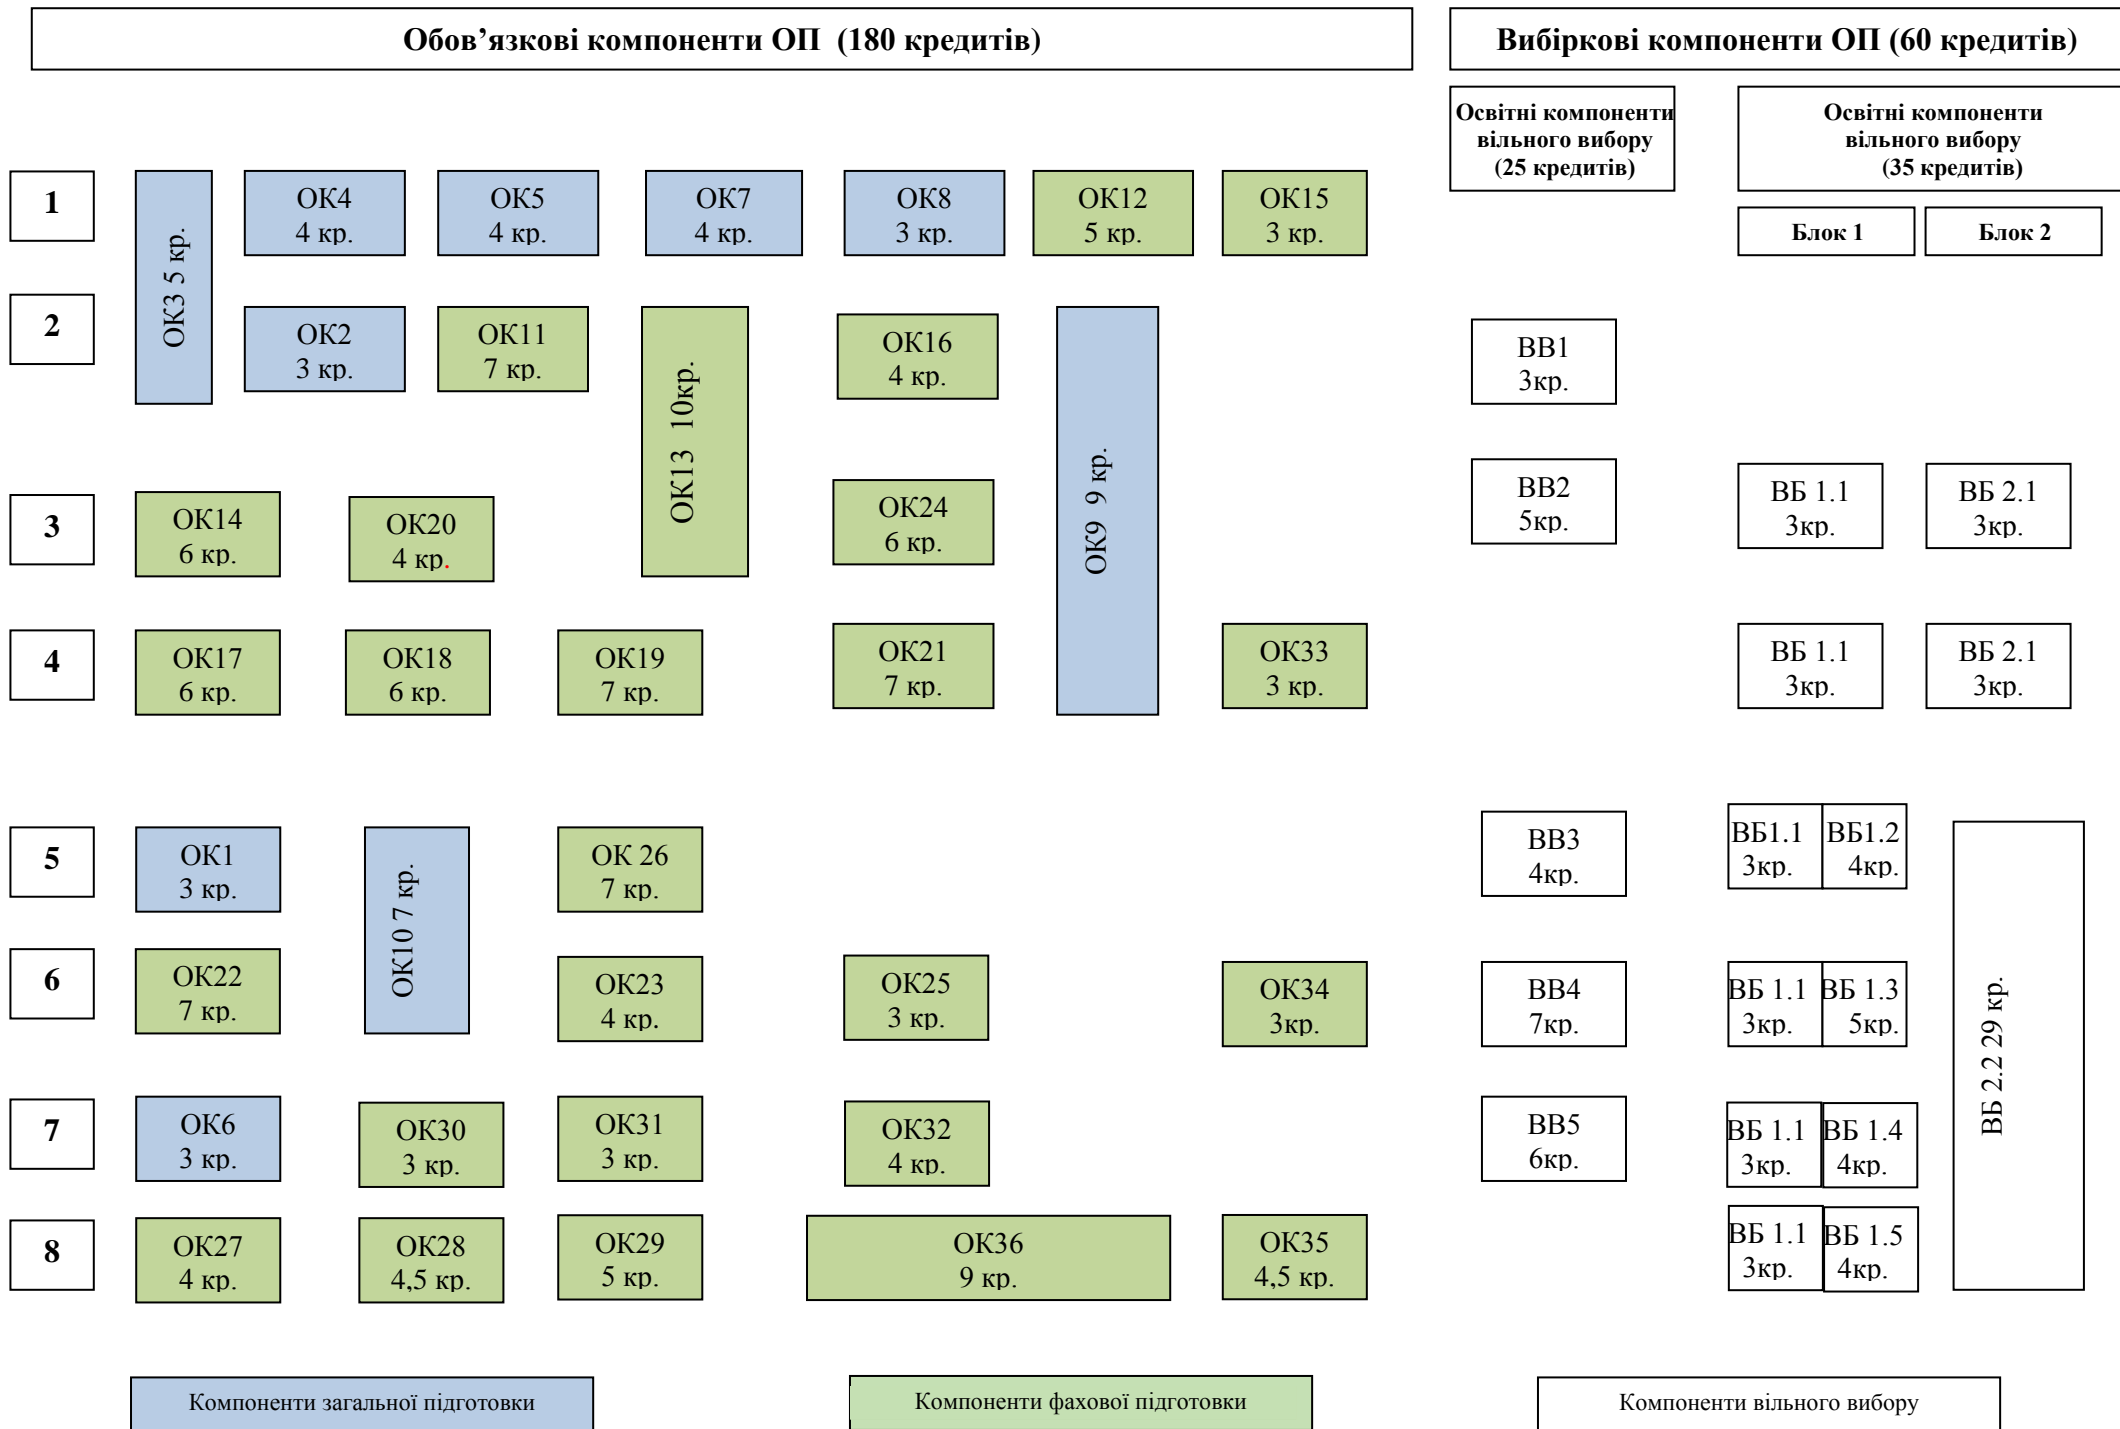 Обов’язкові компоненти ОП (180 кредитів)
Вибіркові компоненти ОП (60 кредитів)
Освітні компоненти
вільного вибору
(25 кредитів)
Освітні компоненти
вільного вибору
(35 кредитів)
Блок 1
Блок 2
1
ОК3 5 кр.
ОК4
4 кр.
ОК5
4 кр.
ОК7
4 кр.
ОК8
3 кр.
ОК12
5 кр.
ОК15
3 кр.
2
ОК2
3 кр.
ОК11
7 кр.
ОК13 10кр.
ОК16
4 кр.
ОК9 9 кр.
ВВ1
3кр.
3
ОК14
6 кр.
ОК20
4 кр.
ОК24
6 кр.
ВВ2
5кр.
ВБ 1.1
3кр.
ВБ 2.1
3кр.
4
ОК17
6 кр.
ОК18
6 кр.
ОК19
7 кр.
ОК21
7 кр.
ОК33
3 кр.
ВБ 1.1
3кр.
ВБ 2.1
3кр.
5
ОК1
3 кр.
ОК10 7 кр.
ОК 26
7 кр.
ВВ3
4кр.
ВБ1.1
3кр.
ВБ1.2
4кр.
ВБ 2.2 29 кр.
6
ОК22
7 кр.
ОК23
4 кр.
ОК25
3 кр.
ОК34
3кр.
ВВ4
7кр.
ВБ 1.1
3кр.
ВБ 1.3
5кр.
7
ОК6
3 кр.
ОК30
3 кр.
ОК31
3 кр.
ОК32
4 кр.
ВВ5
6кр.
ВБ 1.1
3кр.
ВБ 1.4
4кр.
8
ОК27
4 кр.
ОК28
4,5 кр.
ОК29
5 кр.
ОК36
9 кр.
ОК35
4,5 кр.
ВБ 1.1
3кр.
ВБ 1.5
4кр.
Компоненти загальної підготовки
Компоненти фахової підготовки
Компоненти вільного вибору